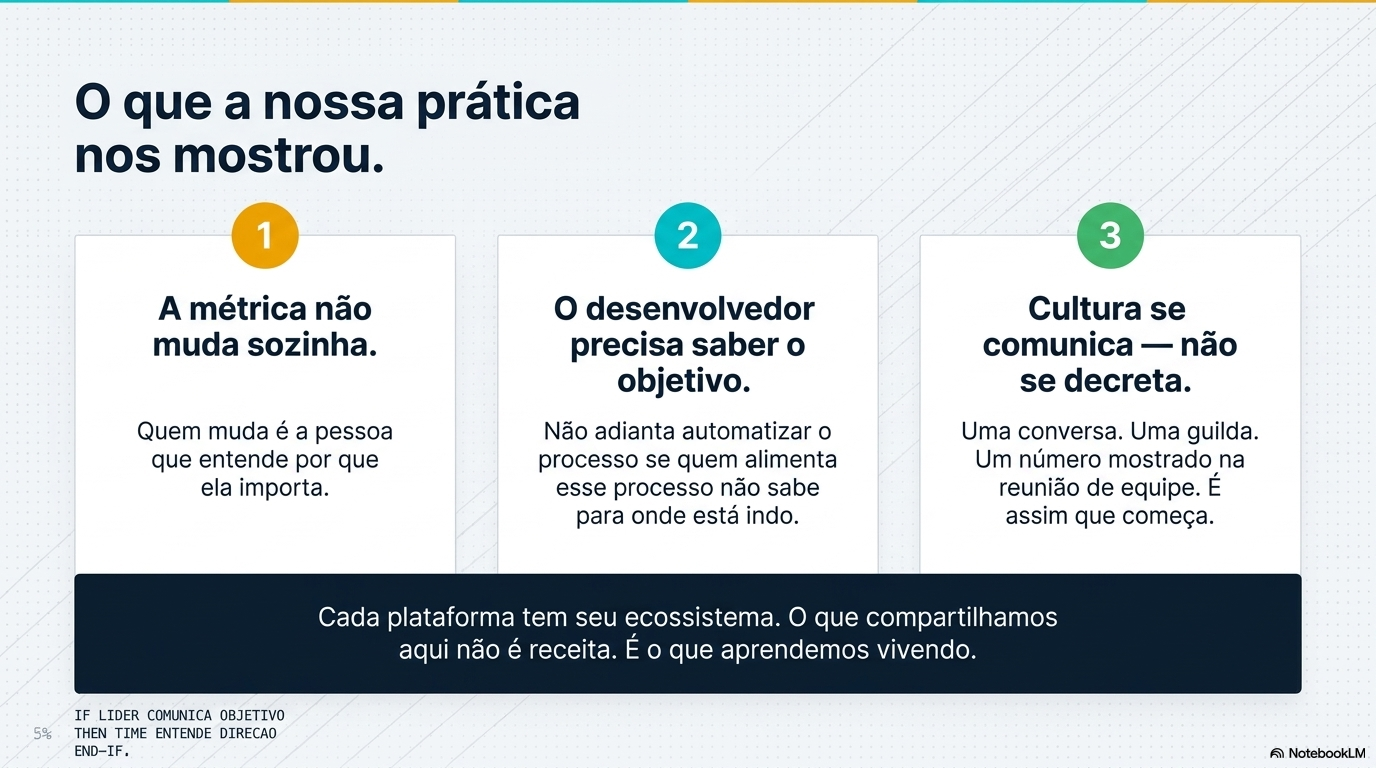 O que a nossa prática
nos mostrou.
1
A métrica não
muda sozinha.
Quem muda é a pessoa
que entende por que
ela importa.
2
O desenvolvedor
precisa saber o
objetivo.
Não adianta automatizar o
processo se quem alimenta
esse processo não sabe
para onde está indo.
3
Cultura se
comunica — não
se decreta.
Uma conversa. Uma guilda.
Um número mostrado na
reunião de equipe. É
assim que começa.
Cada plataforma tem seu ecossistema. O que compartilhamos
aqui não é receita. É o que aprendemos vivendo.
5%
IF LIDER COMUNICA OBJETIVO
THEN TIME ENTENDE DIRECAO
END-IF.
NotebookLM